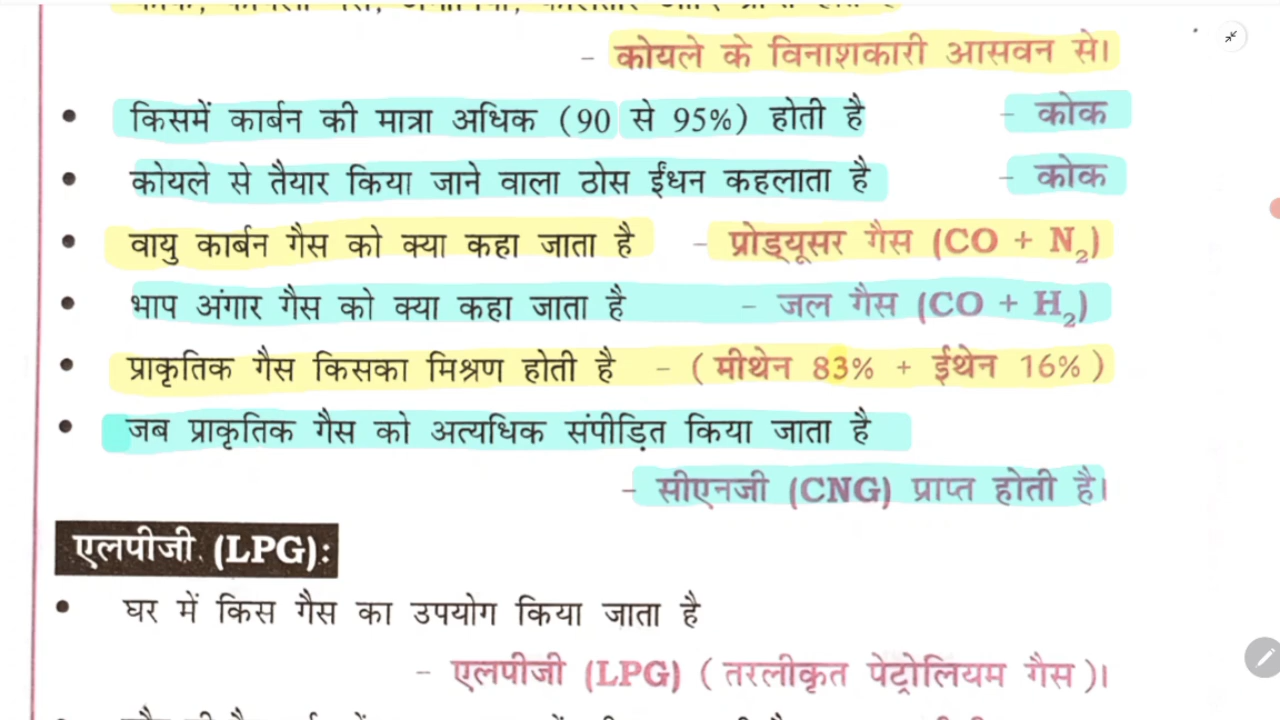 – कोयले के विनाशकारी आसवन से।
• किसमें कार्बन की मात्रा अधिक (90 से 95%) होती है – कोक
• कोयले से तैयार किया जाने वाला ठोस ईंधन कहलाता है – कोक
• वायु कार्बन गैस को क्या कहा जाता है – प्रोड्यूसर गैस (CO + N₂)
• भाप अंगार गैस को क्या कहा जाता है – जल गैस (CO + H₂)
• प्राकृतिक गैस किसका मिश्रण होती है – ( मीथेन 83% + ईथेन 16% )
• जब प्राकृतिक गैस को अत्यधिक संपीड़ित किया जाता है
– सीएनजी (CNG) प्राप्त होती है।
एलपीजी. (LPG):
• घर में किस गैस का उपयोग किया जाता है
– एलपीजी (LPG) ( तरलीकृत पेट्रोलियम गैस )।